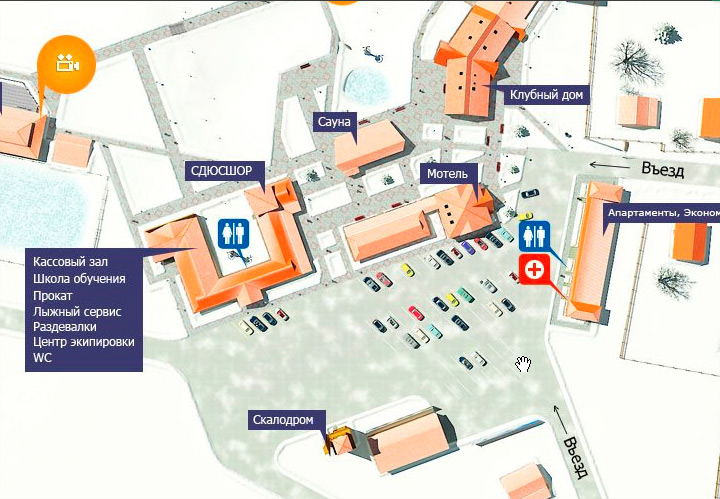 Клубный дом
Сауна
СДЮСШОР
Мотель
Въезд
Апартаменты, Эконом
Кассовый зал
Школа обучения
Прокат
Лыжный сервис
Раздевалки
Центр экипировки
WC
Скалодром
Въезд